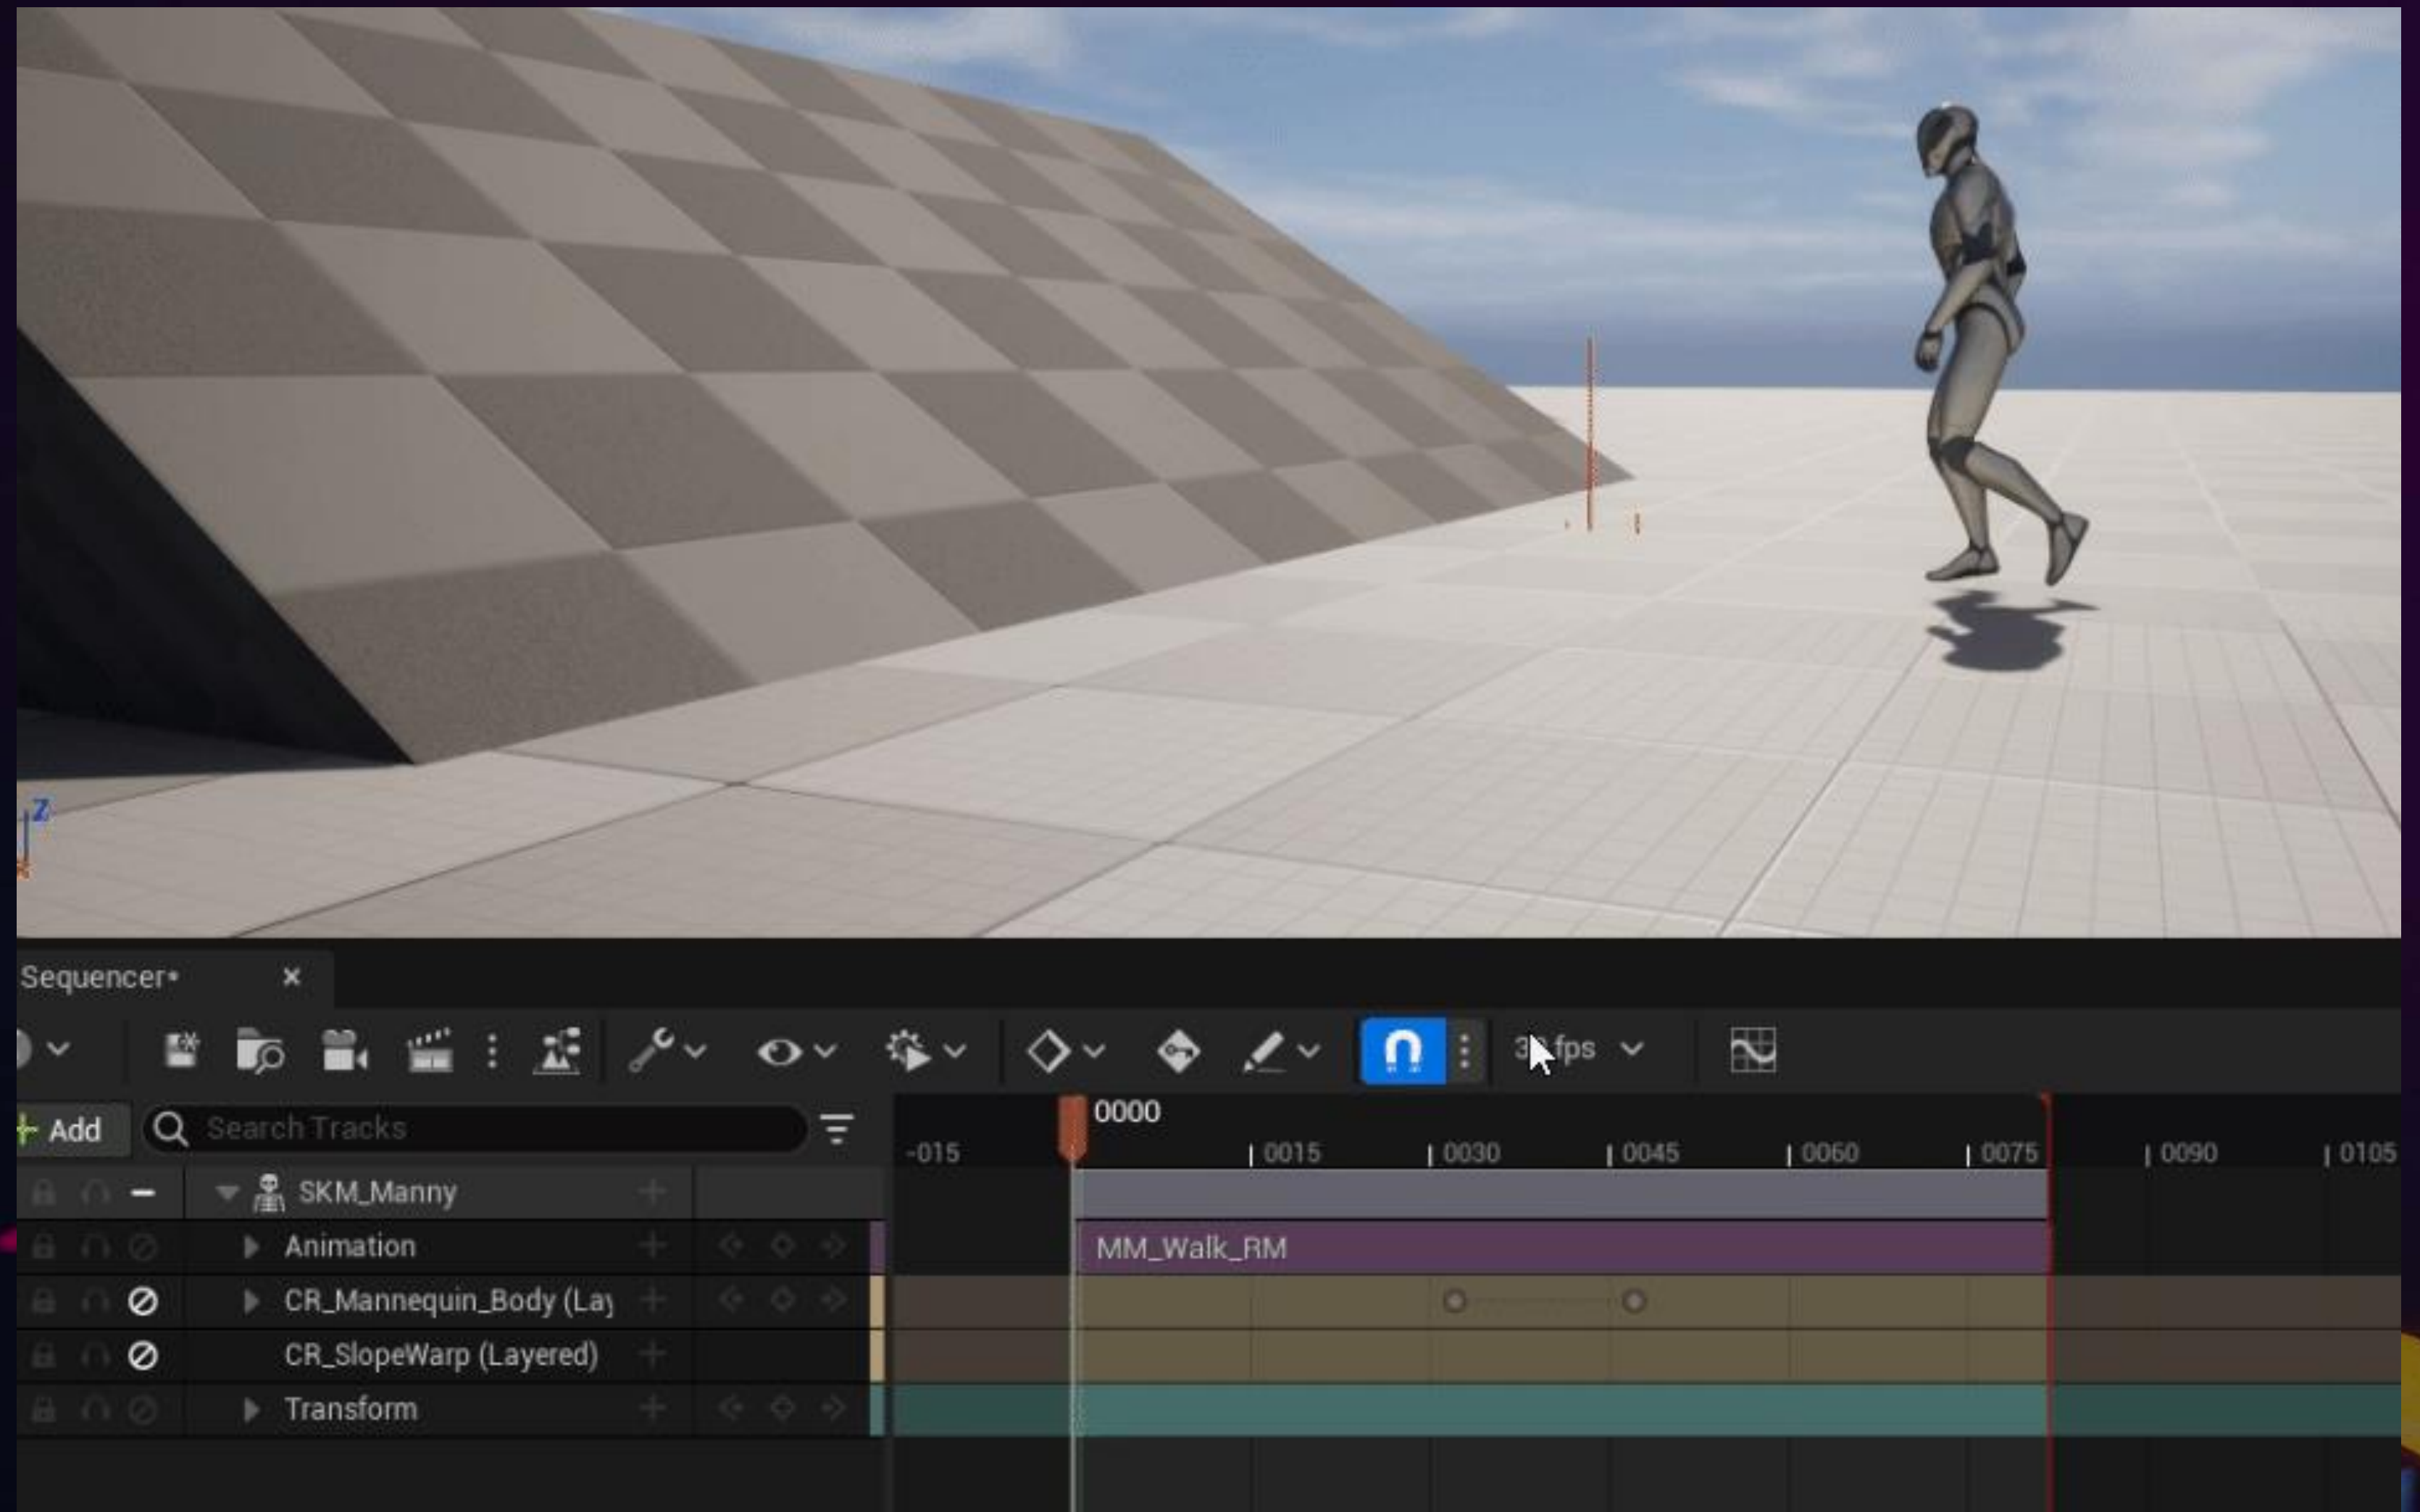 Z
Sequencer•
fps
Add
Search Tracks
0000
-015
0015
0030
0045
0060
0075
0090
0105
SKM_Manny
Animation
MM_Walk_RM
CR_Mannequin_Body (Lay
CR_SlopeWarp (Layered)
Transform